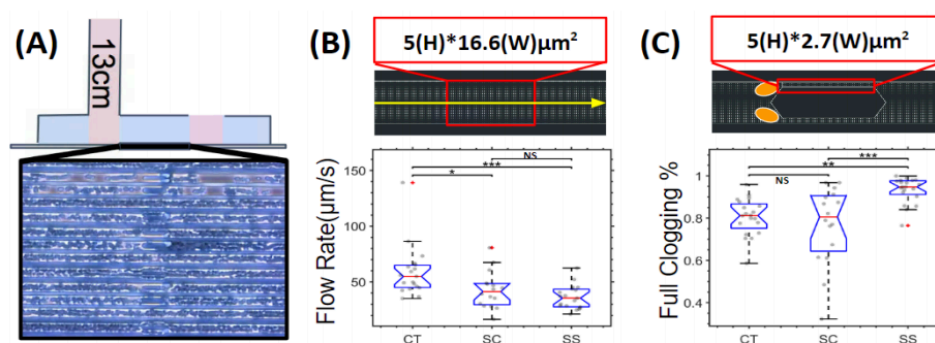 (A)
13cm
(B)
5(H)*16.6(W)µm²
Flow Rate(µm/s)
150
100
50
NS
***
*
CT
SC
SS
(C)
5(H)*2.7(W)µm²
Full Clogging %
1
0.8
0.6
0.4
***
**
NS
CT
SC
SS